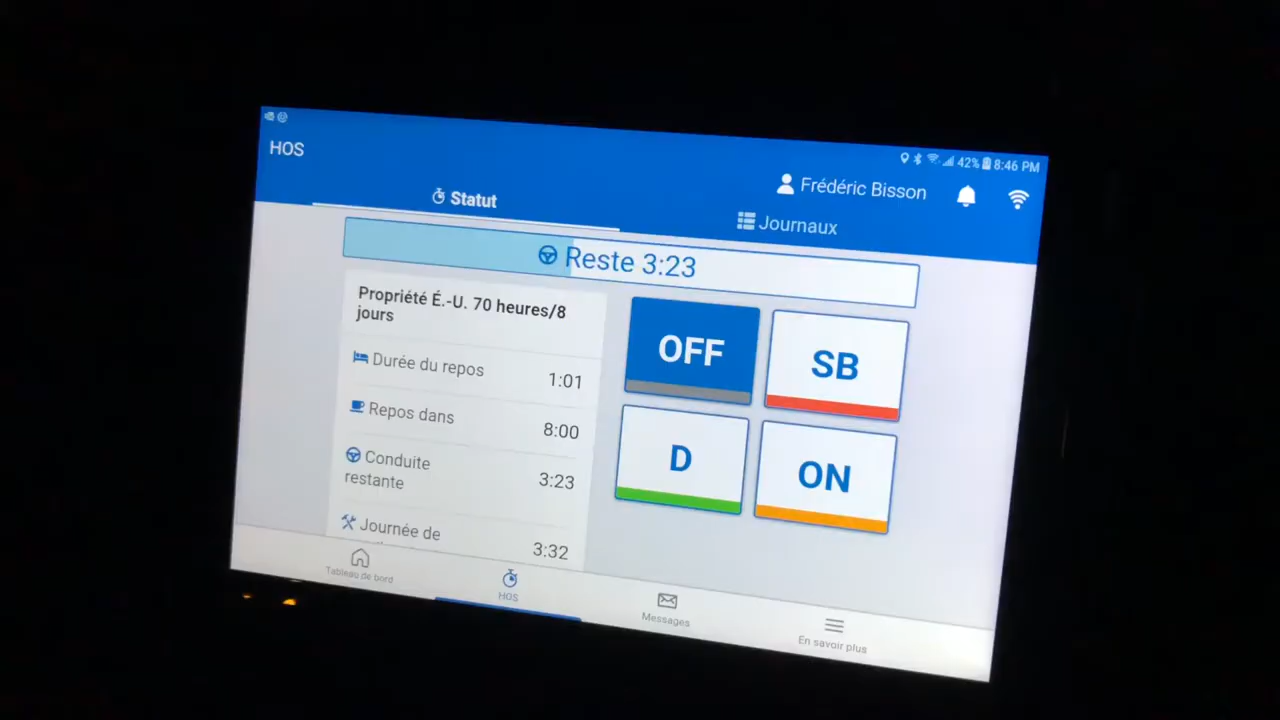 42% 8:46 PM
HOS
Frédéric Bisson
Statut
Journaux
Reste 3:23
Propriété É.-U. 70 heures/8
jours
Durée du repos 1:01
Repos dans 8:00
Conduite
restante 3:23
Journée de 3:32
OFF
SB
D
ON
Tableau de bord
HOS
Messages
En savoir plus